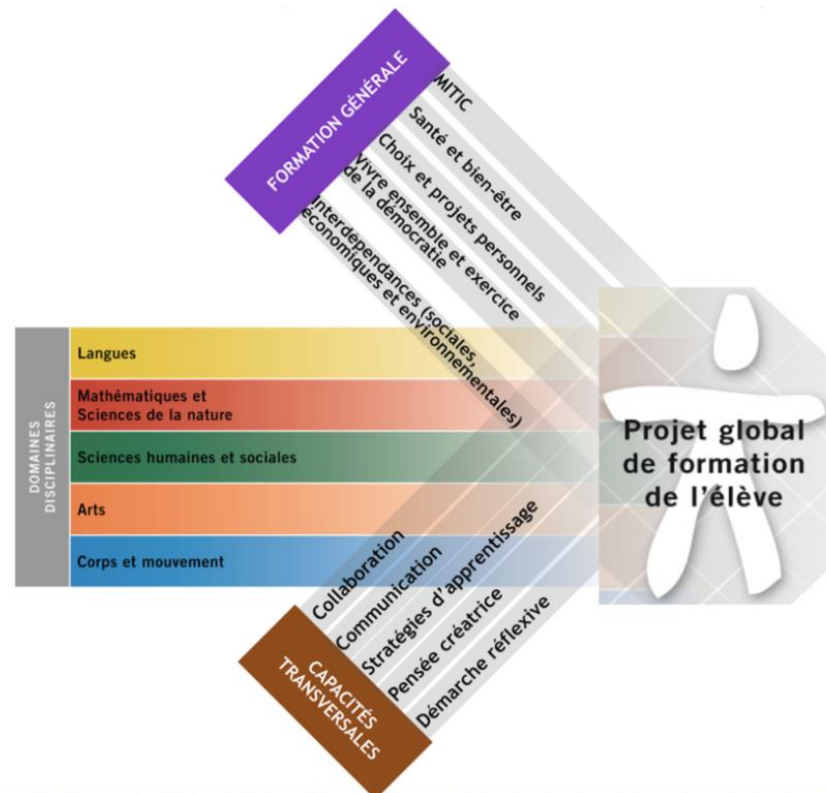 FORMATION GÉNÉRALE
MITIC
Santé et bien-être
Choix et projets personnels
Vivre ensemble et exercice
de la démocratie
Interdépendances (sociales,
économiques et environnementales)
DOMAINES
DISCIPLINAIRES
Langues
Mathématiques et
Sciences de la nature
Sciences humaines et sociales
Arts
Corps et mouvement
Projet global
de formation
de l'élève
Collaboration
Communication
Stratégies d'apprentissage
Pensée créatrice
Démarche réflexive
CAPACITÉS
TRANSVERSALES